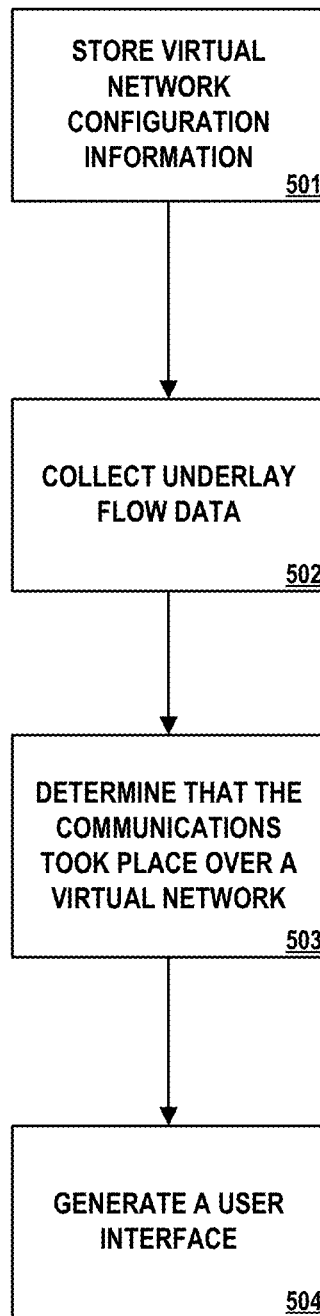 STORE VIRTUAL
NETWORK
CONFIGURATION
INFORMATION
501
COLLECT UNDERLAY
FLOW DATA
502
DETERMINE THAT THE
COMMUNICATIONS
TOOK PLACE OVER A
VIRTUAL NETWORK
503
GENERATE A USER
INTERFACE
504